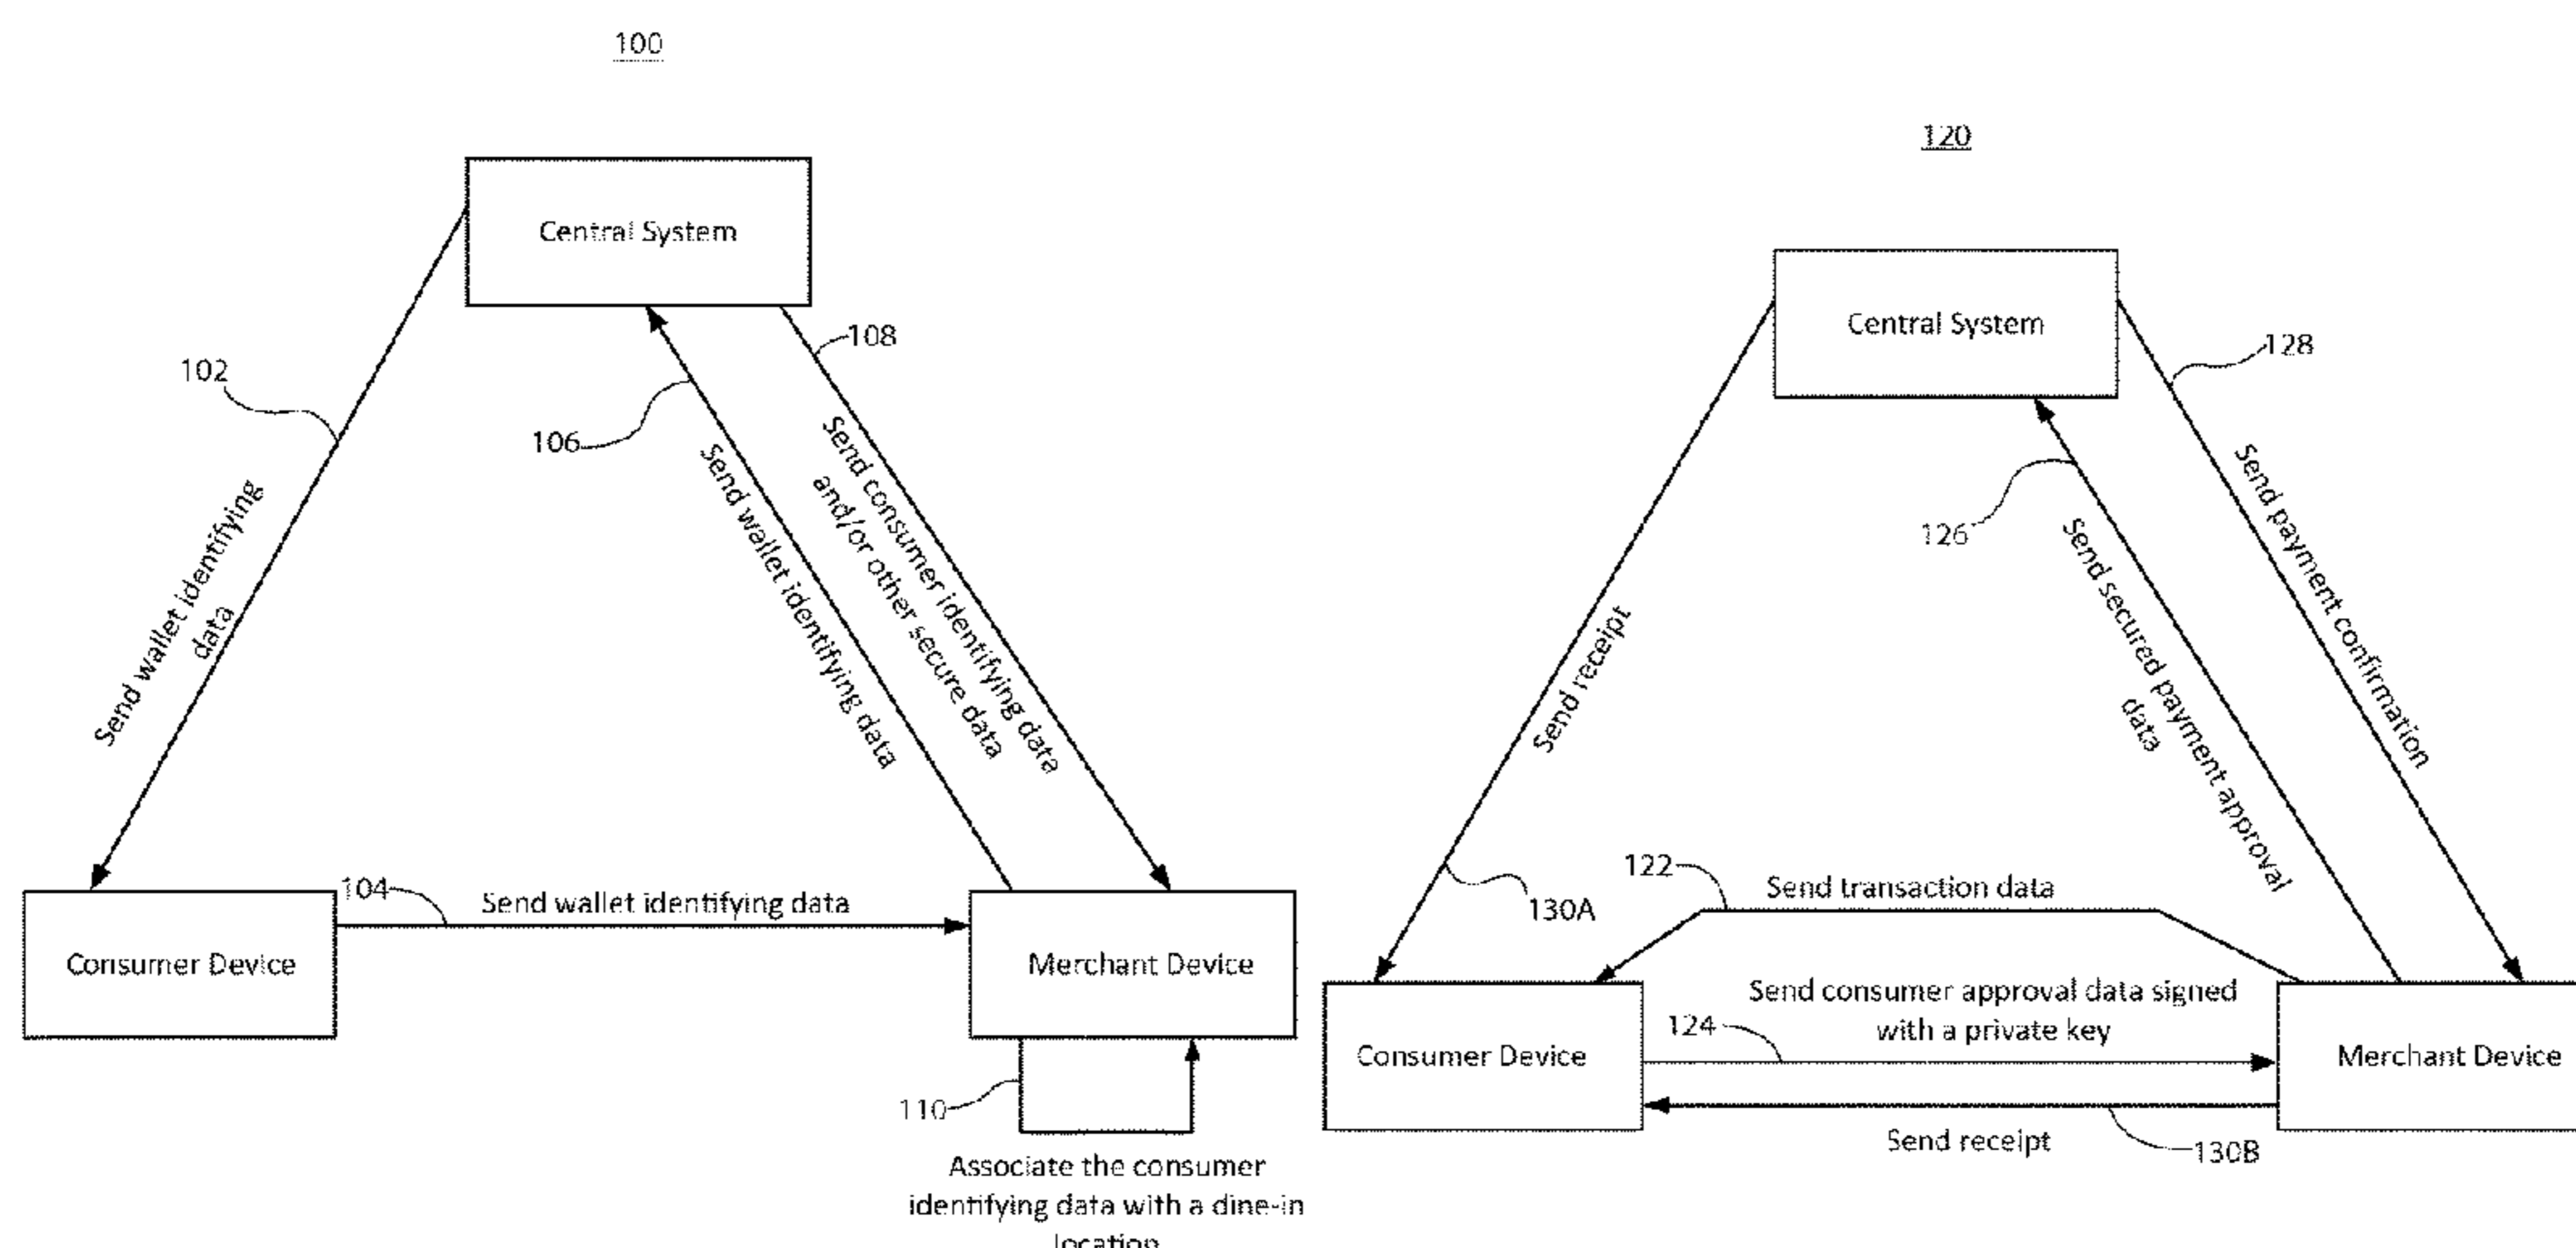 100
Central System
102
106
108
Send wallet identifying
data
Send wallet identifying data
Send consumer identifying data
and/or other secure data
104
Send wallet identifying data
Consumer Device
Merchant Device
110
Associate the consumer
identifying data with a dine-in
location
120
Central System
128
126
Send receipt
Send secured payment approval
data
Send payment confirmation
130A
122
Send transaction data
Send consumer approval data signed
with a private key
124
Consumer Device
Merchant Device
Send receipt
130B